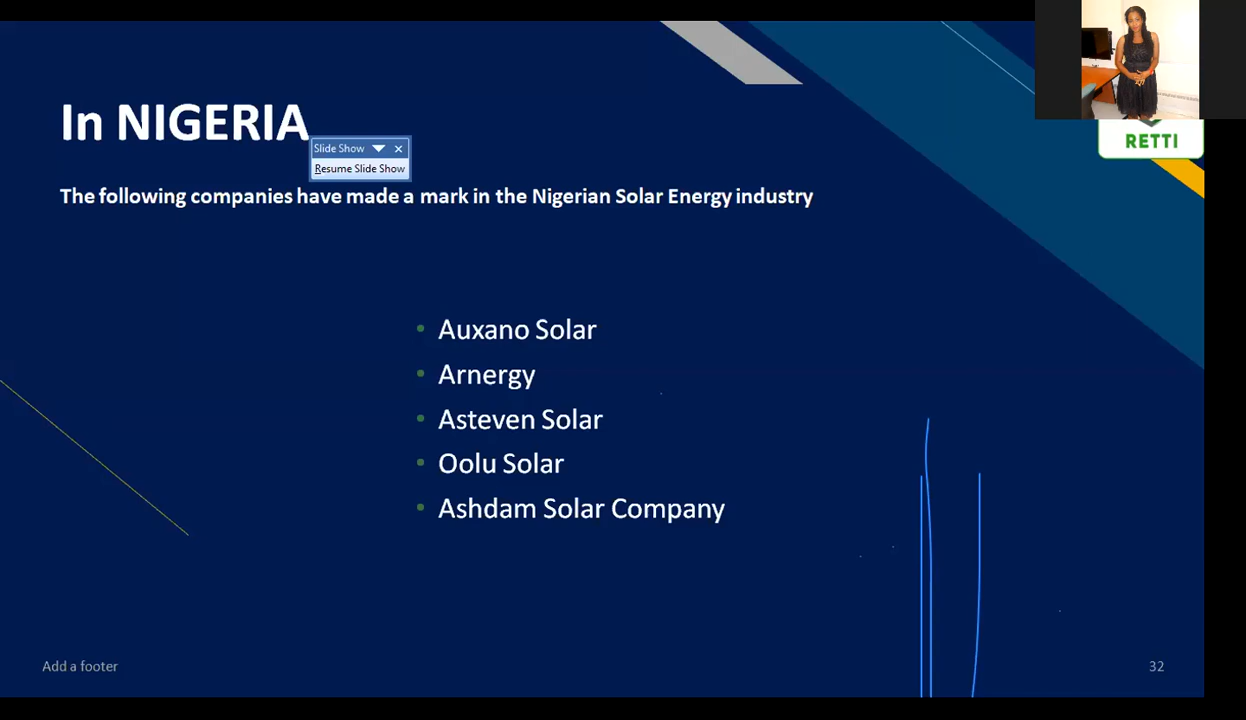 In NIGERIA
Slide Show
Resume Slide Show
RETTI
The following companies have made a mark in the Nigerian Solar Energy industry
• Auxano Solar
• Arnergy
• Asteven Solar
• Oolu Solar
• Ashdam Solar Company
Add a footer
32